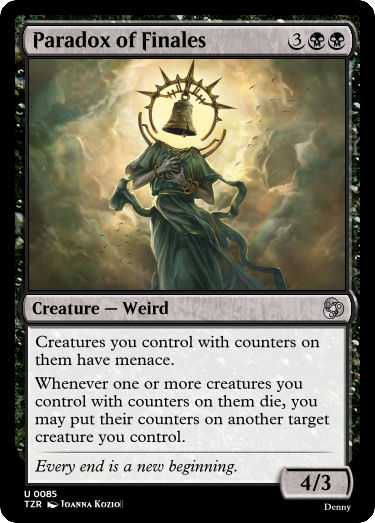 Paradox of Finales 3
Creature — Weird
Creatures you control with counters on
them have menace.
Whenever one or more creatures you
control with counters on them die, you
may put their counters on another target
creature you control.
Every end is a new beginning.
4/3
U 0085
TZR Joanna Kozio
Denny